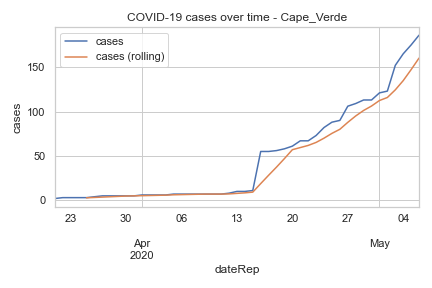 COVID-19 cases over time - Cape_Verde
cases
cases (rolling)
cases
150
100
50
0
23 30 06 13 20 27 04
Apr May
2020
dateRep